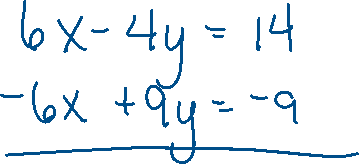 6x - 4y = 14
-6x + 9y = -9